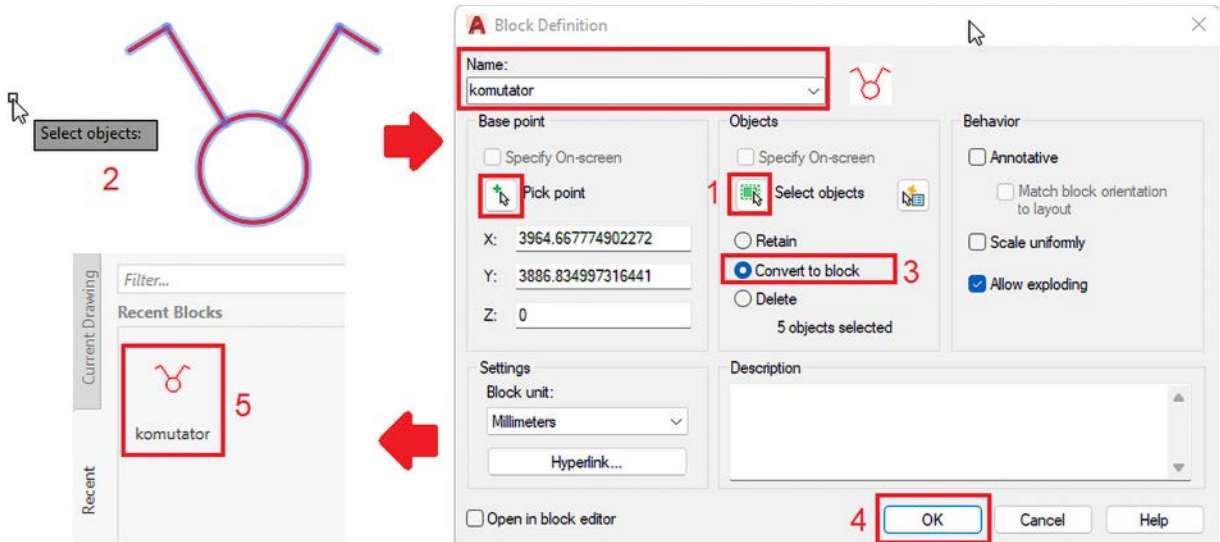 Select objects:
2
Block Definition
Name:
komutator
Base point
Specify On-screen
Pick point
X: 3964.667774902272
Y: 3886.834997316441
Z: 0
Objects
Specify On-screen
1
Select objects
Retain
Convert to block
3
Delete
5 objects selected
Behavior
Annotative
Match block orientation
to layout
Scale uniformly
Allow exploding
Settings
Block unit:
Millimeters
Hyperlink...
Description
Open in block editor
4
OK
Cancel
Help
Current Drawing
Recent
Filter...
Recent Blocks
komutator
5